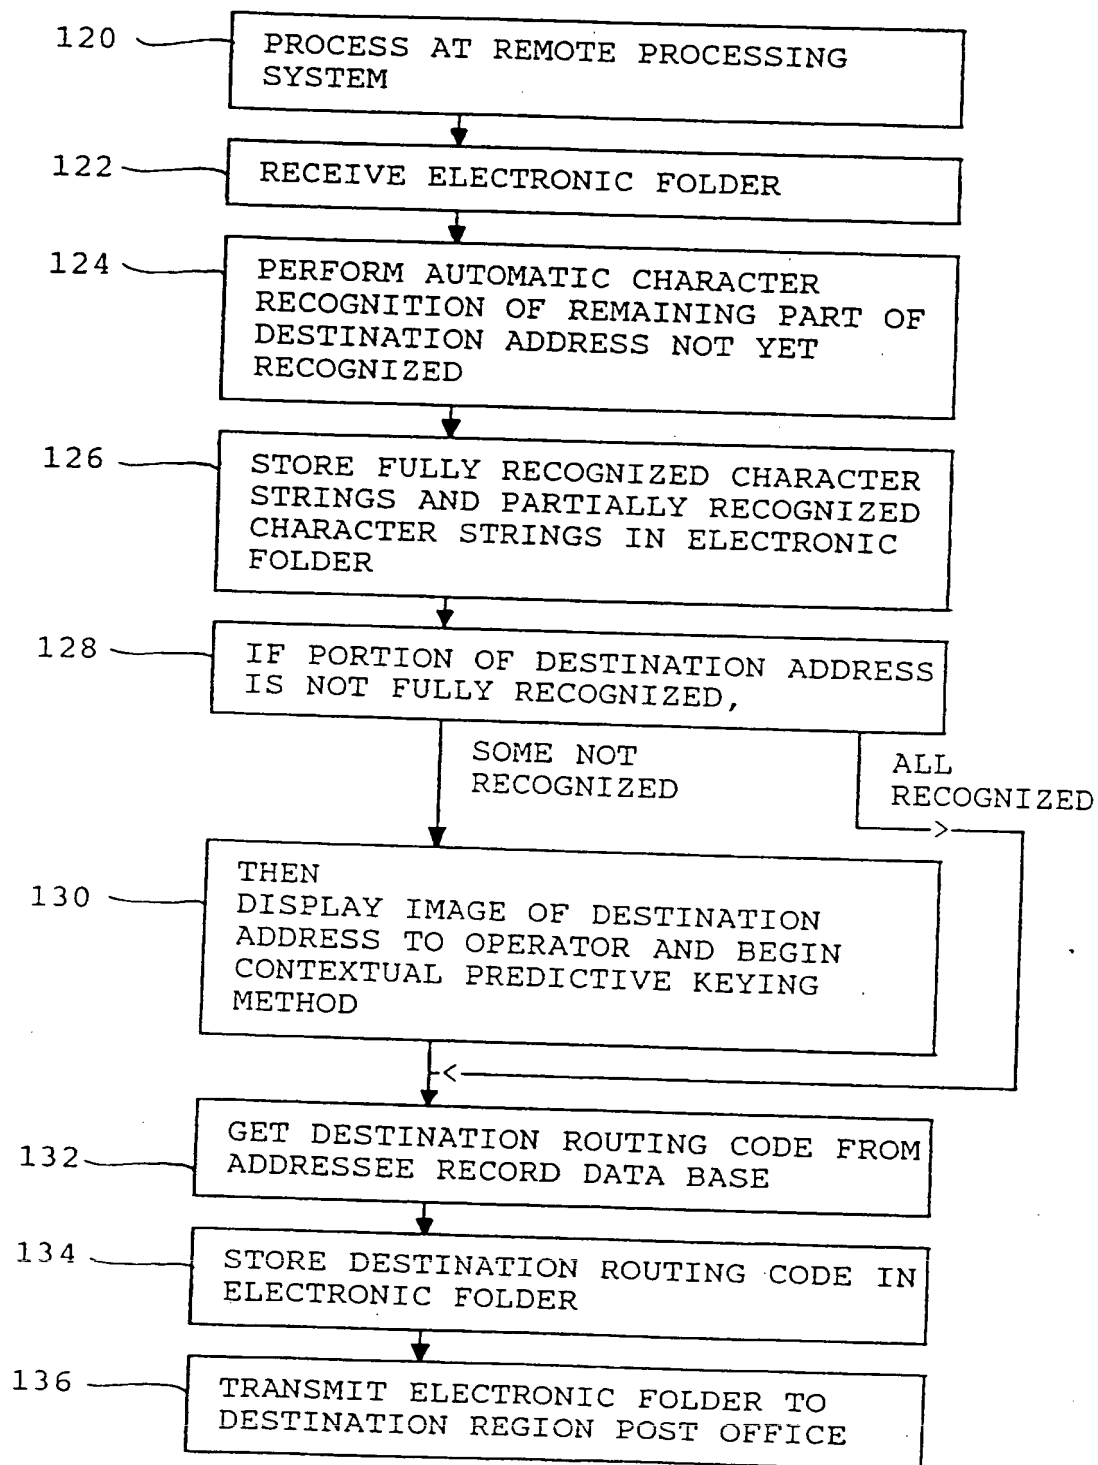 120
PROCESS AT REMOTE PROCESSING
SYSTEM
122
RECEIVE ELECTRONIC FOLDER
124
PERFORM AUTOMATIC CHARACTER
RECOGNITION OF REMAINING PART OF
DESTINATION ADDRESS NOT YET
RECOGNIZED
126
STORE FULLY RECOGNIZED CHARACTER
STRINGS AND PARTIALLY RECOGNIZED
CHARACTER STRINGS IN ELECTRONIC
FOLDER
128
IF PORTION OF DESTINATION ADDRESS
IS NOT FULLY RECOGNIZED,
SOME NOT
RECOGNIZED
ALL
RECOGNIZED
130
THEN
DISPLAY IMAGE OF DESTINATION
ADDRESS TO OPERATOR AND BEGIN
CONTEXTUAL PREDICTIVE KEYING
METHOD
132
GET DESTINATION ROUTING CODE FROM
ADDRESSEE RECORD DATA BASE
134
STORE DESTINATION ROUTING CODE IN
ELECTRONIC FOLDER
136
TRANSMIT ELECTRONIC FOLDER TO
DESTINATION REGION POST OFFICE